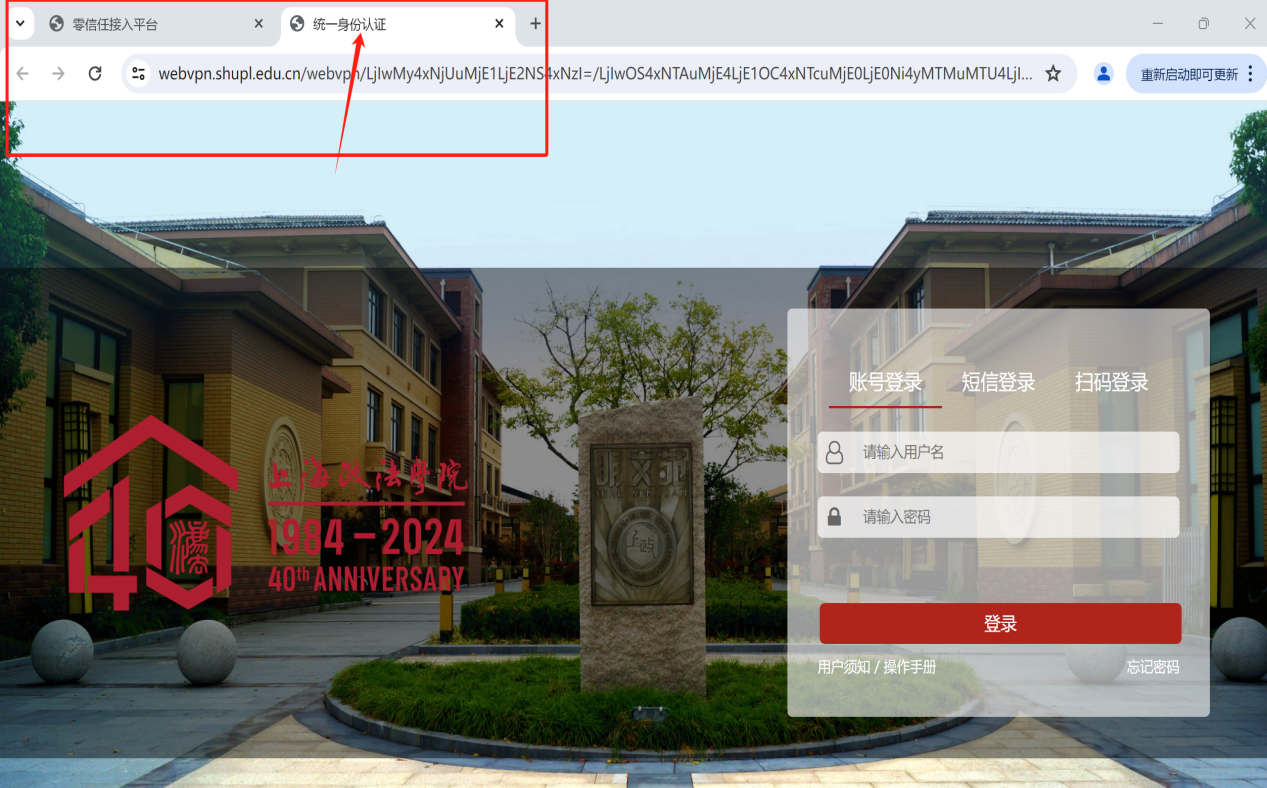 零信任接入平台
统一身份认证
webvpn.shupl.edu.cn/webvpn/LjIwMy4xNjUuMjE1LjE2NS4xNzI=/LjIwOS4xNTAuMjE4LjE1OC4xNTcuMjE0LjE0Ni4yMTMuMTU4LjI...
重新启动即可更新
账号登录 短信登录 扫码登录
请输入用户名
请输入密码
登录
用户须知 / 操作手册 忘记密码
上海政法学院
1984-2024
40th ANNIVERSARY